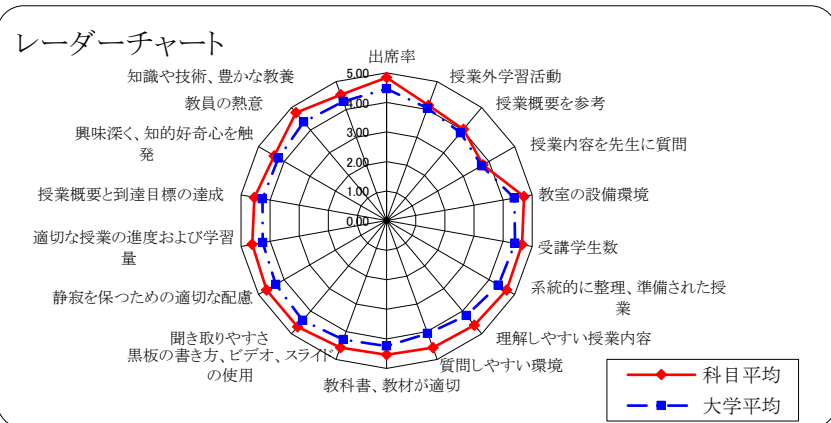 レーダーチャート
出席率
授業外学習活動
授業概要を参考
授業内容を先生に質問
教室の設備環境
受講学生数
系統的に整理、準備された授
業
理解しやすい授業内容
質問しやすい環境
教科書、教材が適切
黒板の書き方、ビデオ、スライド
の使用
聞き取りやすさ
静寂を保つための適切な配慮
適切な授業の進度および学習
量
授業概要と到達目標の達成
興味深く、知的好奇心を触
発
教員の熱意
知識や技術、豊かな教養
5.00
4.00
3.00
2.00
1.00
0.00
科目平均
大学平均